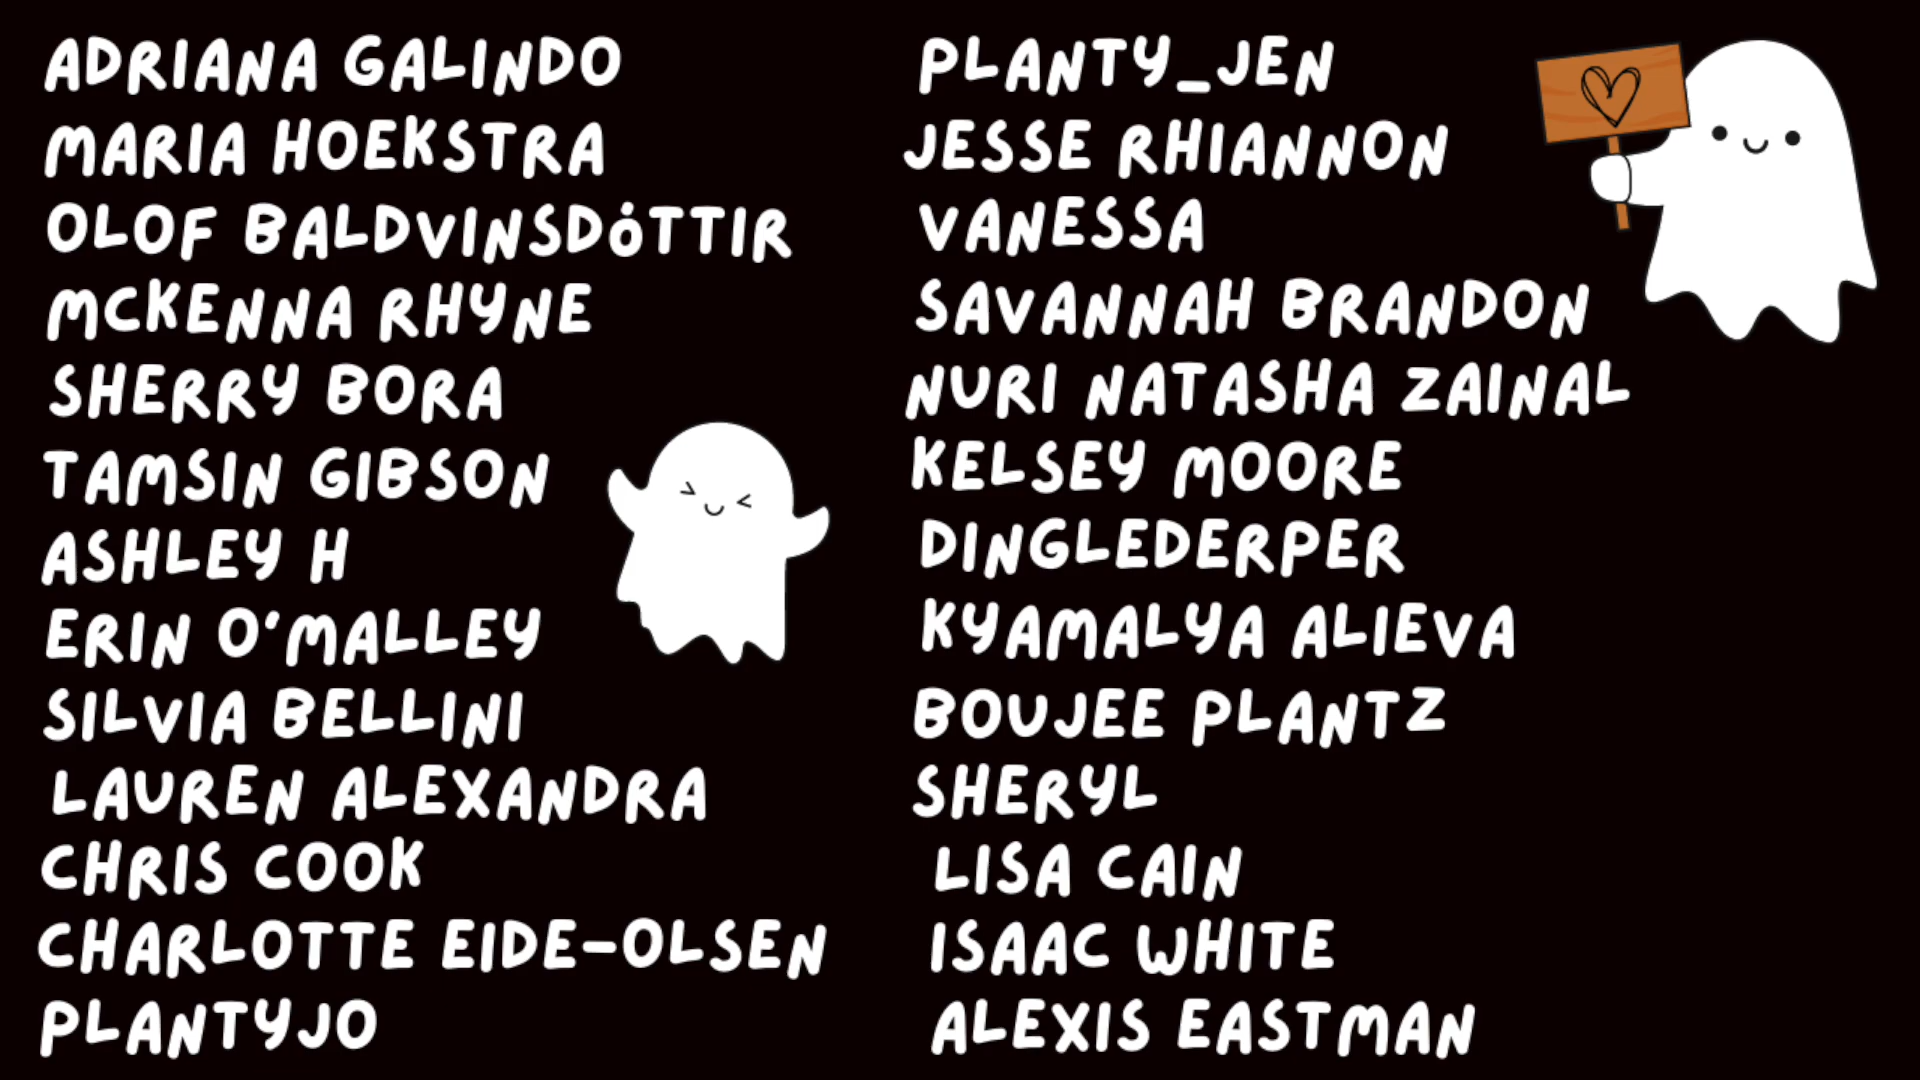 ADRIANA GALINDO
MARIA HOEKSTRA
OLOF BALDVINSDóTTIR
MCKENNA RHYNE
SHERRY BORA
TAMSIN GIBSON
ASHLEY H
ERIN O'MALLEY
SILVIA BELLINI
LAUREN ALEXANDRA
CHRIS COOK
CHARLOTTE EIDE-OLSEN
PLANTYJO
PLANTY_JEN
JESSE RHIANNON
VANESSA
SAVANNAH BRANDON
NURI NATASHA ZAINAL
KELSEY MOORE
DINGLEDERPER
KYAMALYA ALIEVA
BOUJEE PLANTZ
SHERYL
LISA CAIN
ISAAC WHITE
ALEXIS EASTMAN